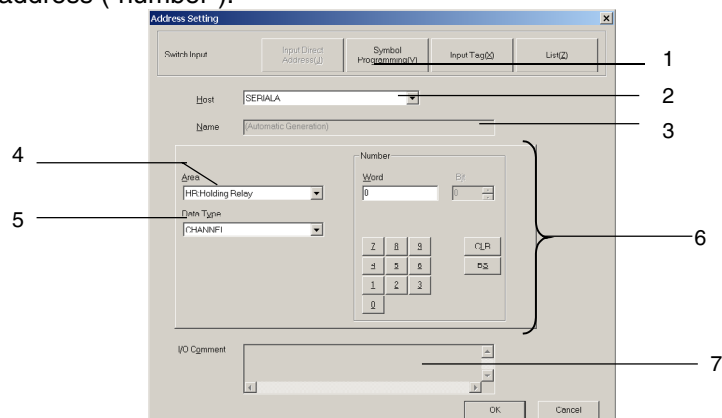 address ( number ).
Address Setting
Switch Input
Input Direct Address(J)
Symbol Programming(V)
Input Tag(X)
List(Z)
1
Host
SERIALA
2
Name
(Automatic Generation)
3
4
Area
HR:Holding Relay
5
Data Type
CHANNEL
Number
Word
Bit
0
0
7 8 9 CLR
4 5 6 BS
1 2 3
0
6
I/O Comment
7
OK
Cancel